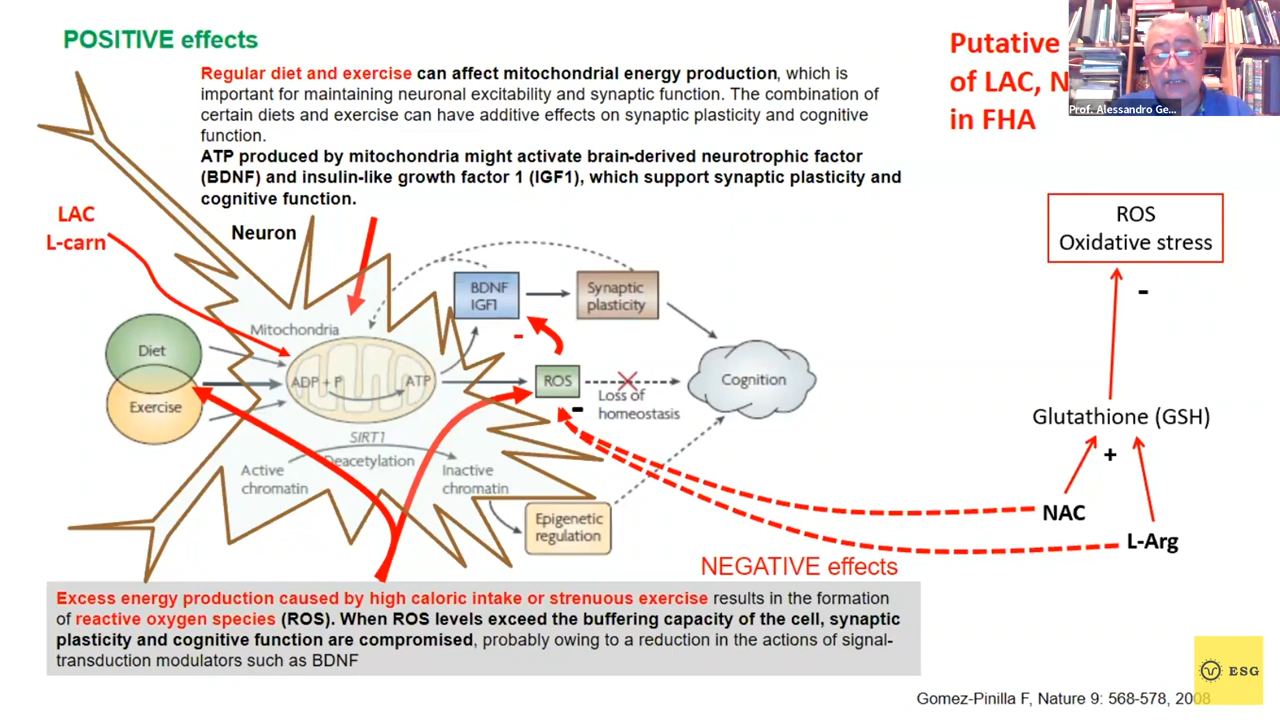 POSITIVE effects
Regular diet and exercise can affect mitochondrial energy production, which is
important for maintaining neuronal excitability and synaptic function. The combination of
certain diets and exercise can have additive effects on synaptic plasticity and cognitive
function.
ATP produced by mitochondria might activate brain-derived neurotrophic factor
(BDNF) and insulin-like growth factor 1 (IGF1), which support synaptic plasticity and
cognitive function.
Putative
of LAC, N
in FHA
Prof. Alessandro Ge...
LAC
L-carn
Neuron
BDNF
IGF1
Synaptic
plasticity
Mitochondria
Diet
Exercise
ADP + P
ATP
-
ROS
-
Loss of
homeostasis
Cognition
SIRT1
Deacetylation
Active
chromatin
Inactive
chromatin
Epigenetic
regulation
ROS
Oxidative stress
-
Glutathione (GSH)
+
NAC
L-Arg
NEGATIVE effects
Excess energy production caused by high caloric intake or strenuous exercise results in the formation
of reactive oxygen species (ROS). When ROS levels exceed the buffering capacity of the cell, synaptic
plasticity and cognitive function are compromised, probably owing to a reduction in the actions of signal-
transduction modulators such as BDNF
ESG
Gomez-Pinilla F, Nature 9: 568-578, 2008